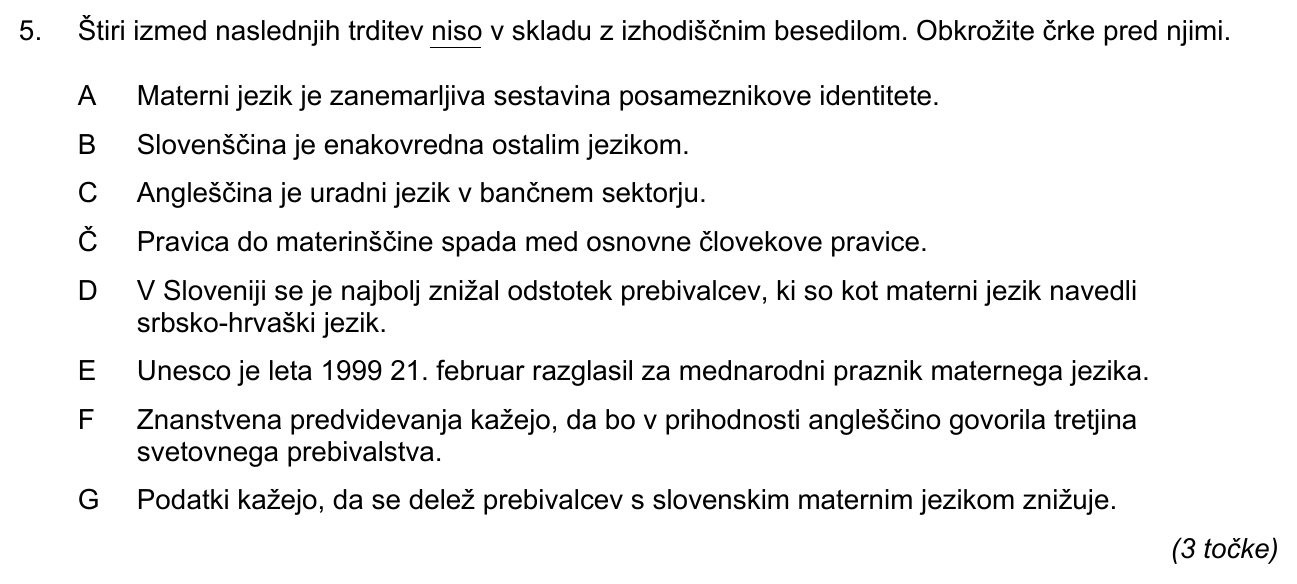 5. Štiri izmed naslednjih trditev niso v skladu z izhodiščnim besedilom. Obkrožite črke pred njimi.
A Materni jezik je zanemarljiva sestavina posameznikove identitete.
B Slovenščina je enakovredna ostalim jezikom.
C Angleščina je uradni jezik v bančnem sektorju.
Č Pravica do materinščine spada med osnovne človekove pravice.
D V Sloveniji se je najbolj znižal odstotek prebivalcev, ki so kot materni jezik navedli
srbsko-hrvaški jezik.
E Unesco je leta 1999 21. februar razglasil za mednarodni praznik maternega jezika.
F Znanstvena predvidevanja kažejo, da bo v prihodnosti angleščino govorila tretjina
svetovnega prebivalstva.
G Podatki kažejo, da se delež prebivalcev s slovenskim maternim jezikom znižuje.
(3 točke)